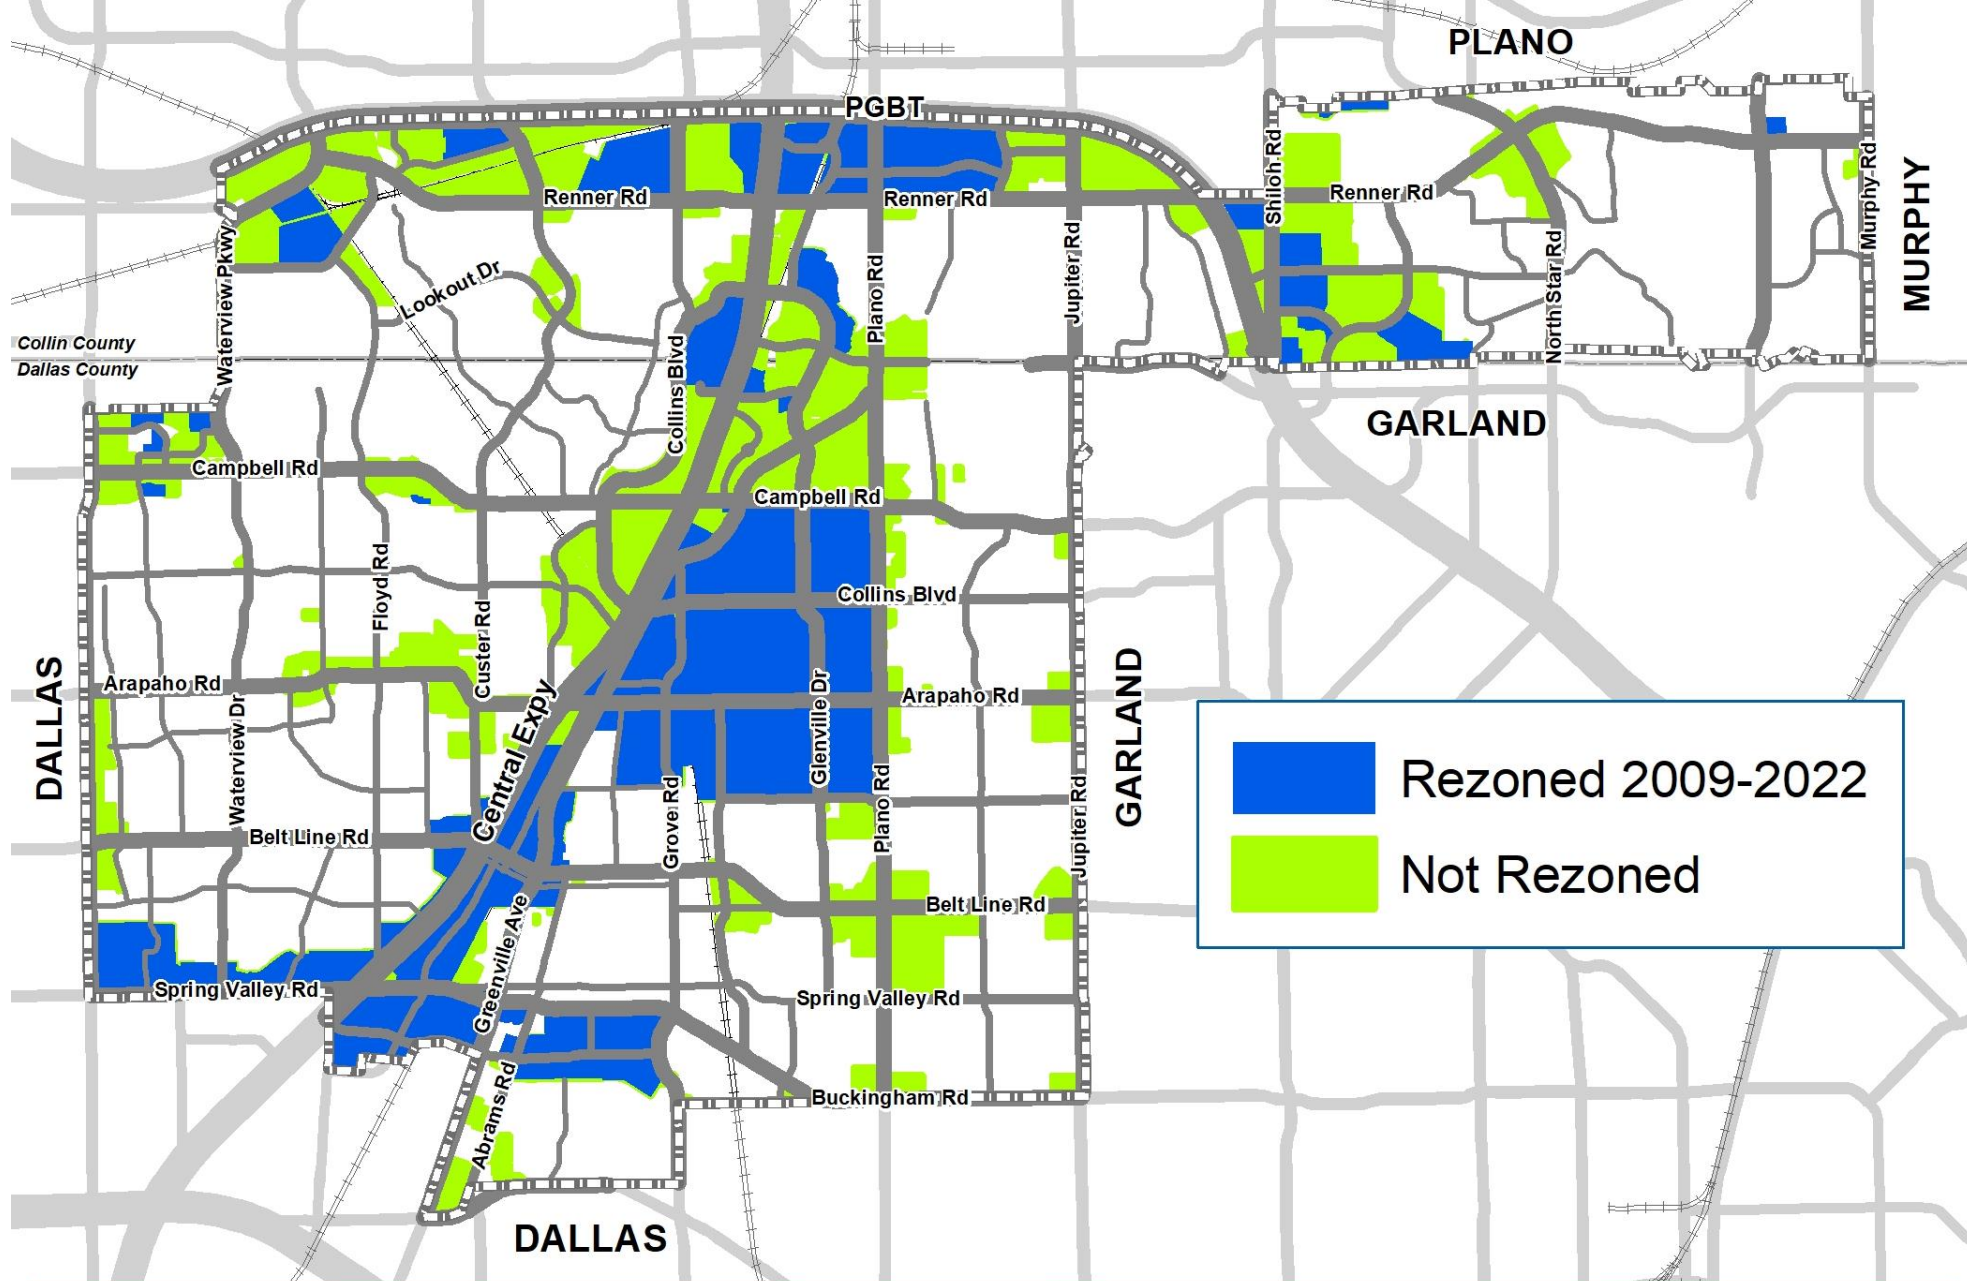 PLANO
PGBT
Renner Rd
Renner Rd
Renner Rd
Shiloh Rd
Murphy Rd
MURPHY
Waterview Pkwy
Lookout Dr
Plano Rd
Jupiter Rd
North Star Rd
Collin County
Dallas County
Collins Blvd
GARLAND
Campbell Rd
Campbell Rd
Floyd Rd
Custer Rd
Collins Blvd
DALLAS
Arapaho Rd
Arapaho Rd
Waterview Dr
Central Expy
Glenville Dr
GARLAND
Grove Rd
Plano Rd
Jupiter Rd
Rezoned 2009-2022
Not Rezoned
Belt Line Rd
Belt Line Rd
Greenville Ave
Spring Valley Rd
Spring Valley Rd
Abrams Rd
Buckingham Rd
DALLAS